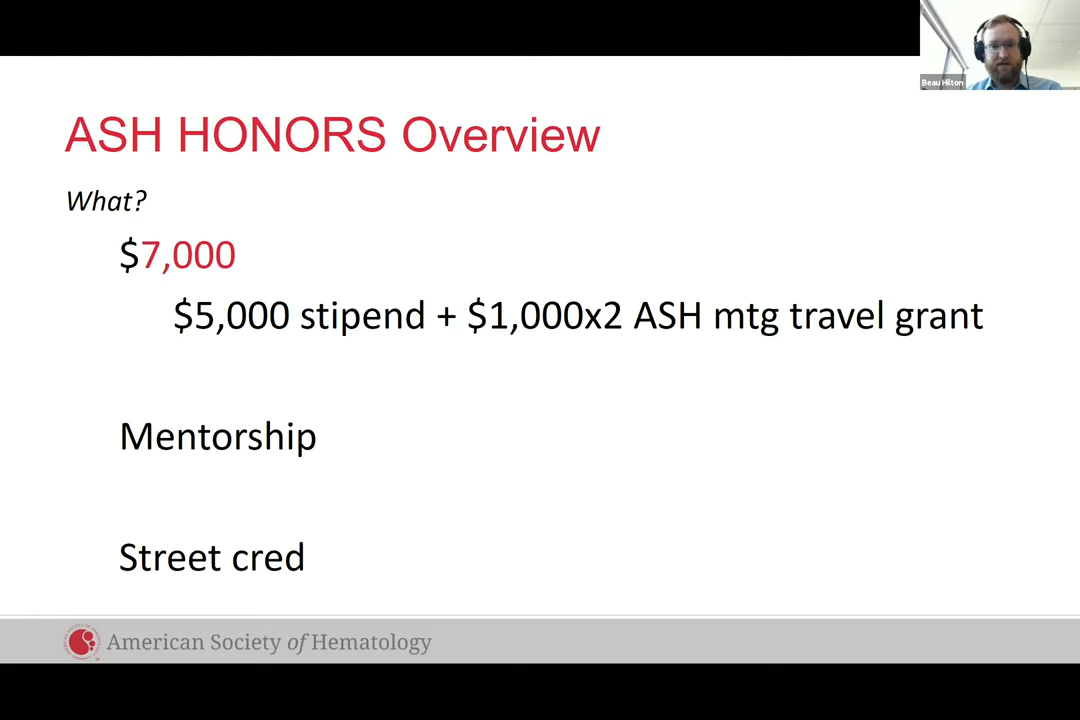 Beau Hilton
ASH HONORS Overview
What?
$7,000
$5,000 stipend + $1,000x2 ASH mtg travel grant
Mentorship
Street cred
American Society of Hematology